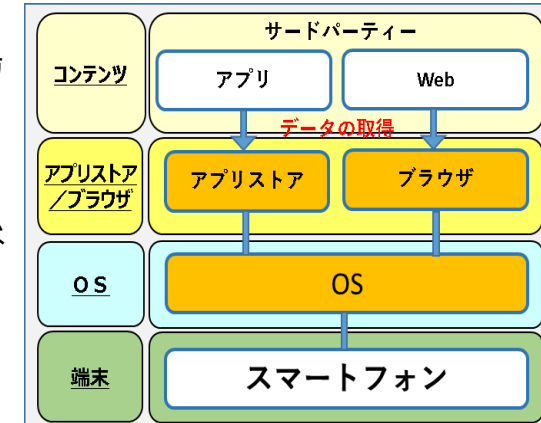 サードパーティー
コンテンツ
アプリ
Web
データの取得
アプリストア
／ブラウザ
アプリストア
ブラウザ
ＯＳ
OS
端末
スマートフォン